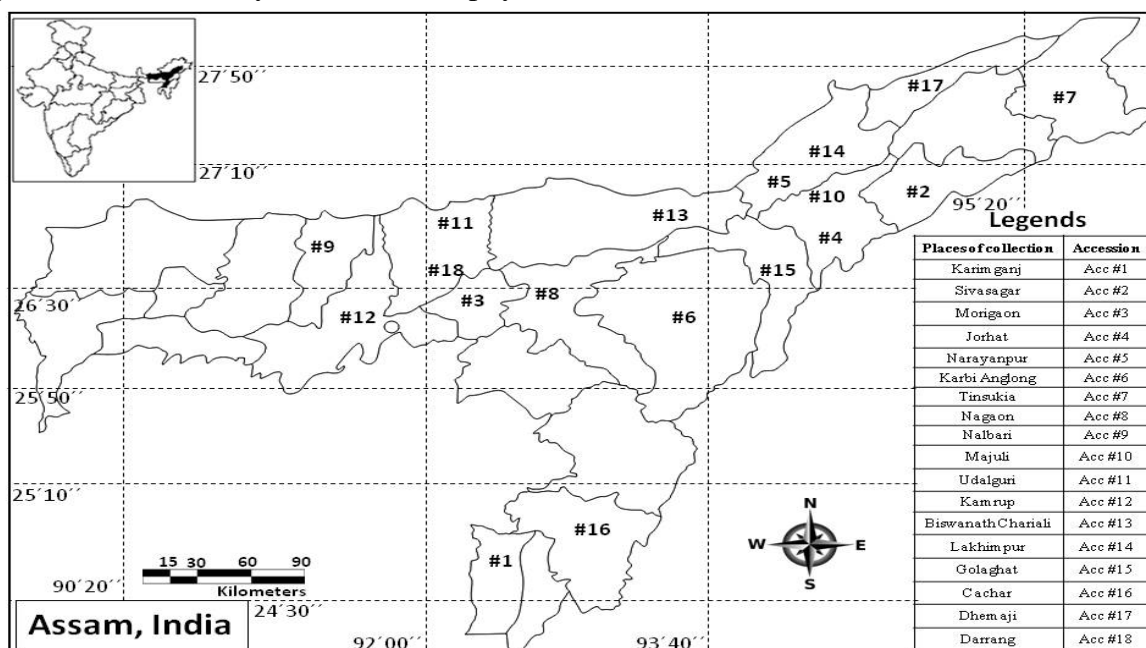 27´50´´
#17
#7
#14
27´10´´
#5
#10
#2
95´20´´
#11
#13
#9
#4
#18
#15
26´30´´
#3
#8
#12
#6
25´50´´
25´10´´
#16
#1
N
W
E
S
15 30 60 90
Kilometers
90´20´´
24´30´´
Assam, India
92´00´´
93´40´´
Legends
Places of collection Accession
Karimganj Acc #1
Sivasagar Acc #2
Morigaon Acc #3
Jorhat Acc #4
Narayanpur Acc #5
Karbi Anglong Acc #6
Tinsukia Acc #7
Nagaon Acc #8
Nalbari Acc #9
Majuli Acc #10
Udalguri Acc #11
Kamrup Acc #12
Biswanath Chariali Acc #13
Lakhimpur Acc #14
Golaghat Acc #15
Cachar Acc #16
Dhemaji Acc #17
Darrang Acc #18